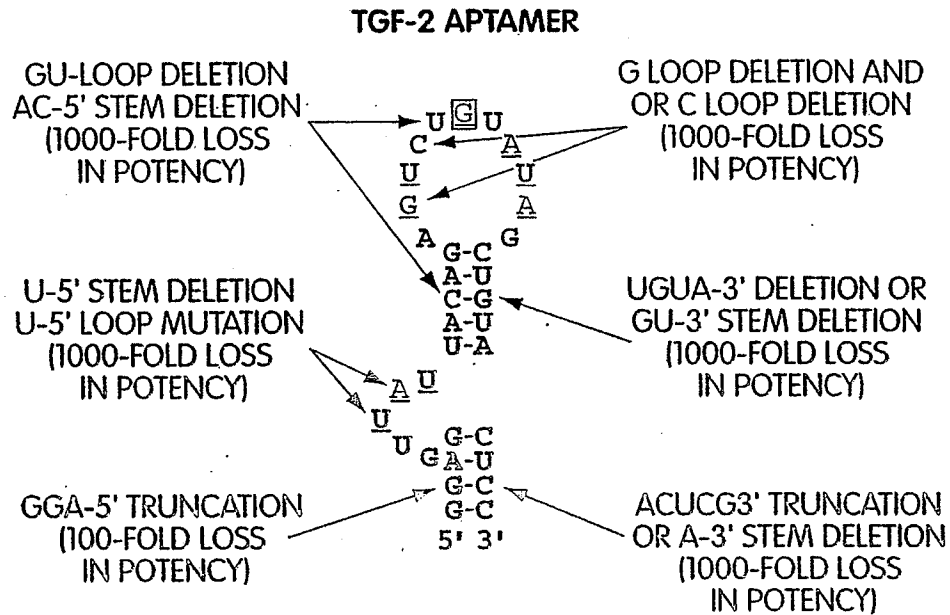 TGF-2 APTAMER
GU-LOOP DELETION
AC-5' STEM DELETION
(1000-FOLD LOSS
IN POTENCY)
G LOOP DELETION AND
OR C LOOP DELETION
(1000-FOLD LOSS
IN POTENCY)
U G U
C A
U U
G A
A G
G-C
A-U
C-G
A-U
U-A
U-5' STEM DELETION
U-5' LOOP MUTATION
(1000-FOLD LOSS
IN POTENCY)
UGUA-3' DELETION OR
GU-3' STEM DELETION
(1000-FOLD LOSS
IN POTENCY)
A U
U
U G
G-C
A-U
G-C
G-C
5' 3'
GGA-5' TRUNCATION
(100-FOLD LOSS
IN POTENCY)
ACUCG3' TRUNCATION
OR A-3' STEM DELETION
(1000-FOLD LOSS
IN POTENCY)